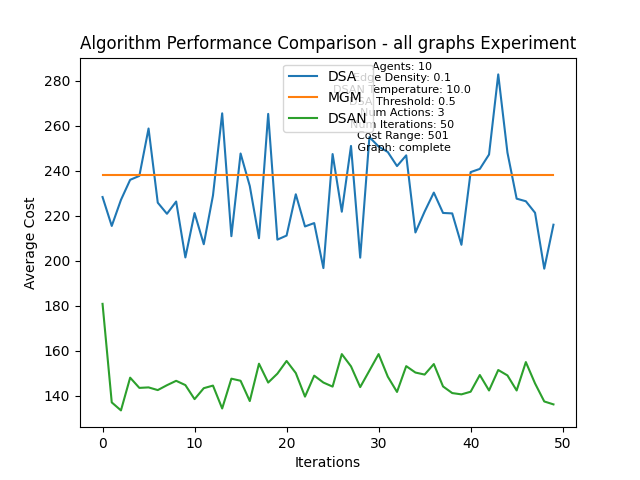 Algorithm Performance Comparison - all graphs Experiment
DSA
MGM
DSAN
Agents: 10
Edge Density: 0.1
DSAN Temperature: 10.0
DSA Threshold: 0.5
Num Actions: 3
Num Iterations: 50
Cost Range: 501
Graph: complete
Average Cost
280
260
240
220
200
180
160
140
0
10
20
30
40
50
Iterations